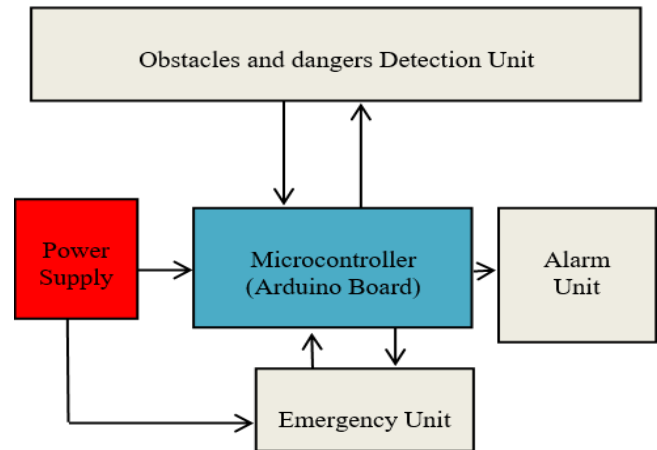 Obstacles and dangers Detection Unit
Power
Supply
Microcontroller
(Arduino Board)
Alarm
Unit
Emergency Unit